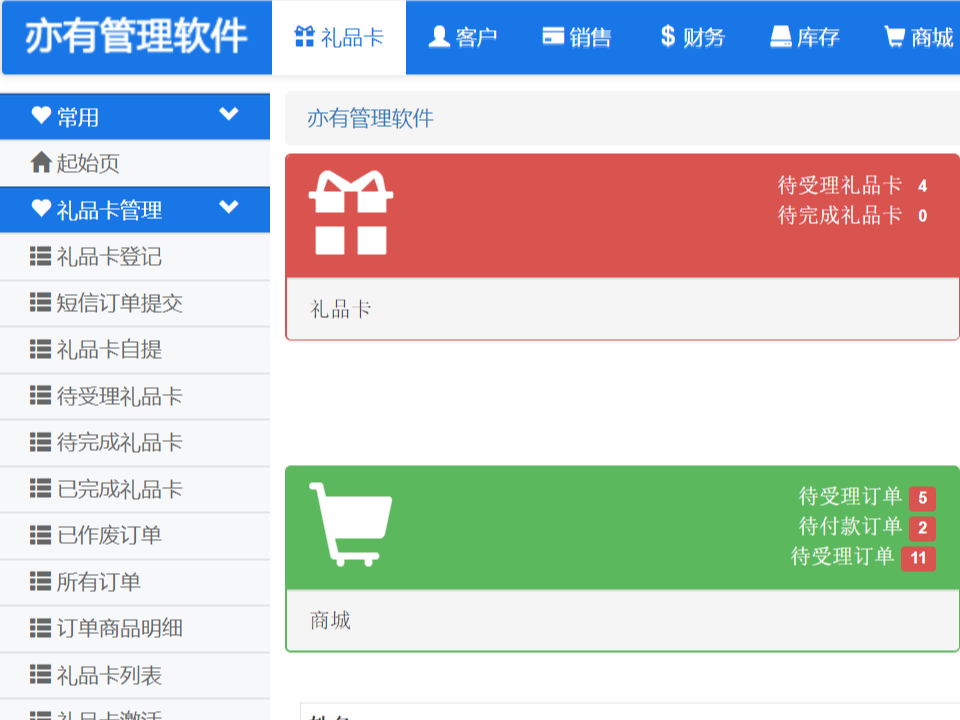 亦有管理软件
礼品卡 客户 销售 财务 库存 商城
常用
起始页
礼品卡管理
礼品卡登记
短信订单提交
礼品卡自提
待受理礼品卡
待完成礼品卡
已完成礼品卡
已作废订单
所有订单
订单商品明细
礼品卡列表
礼品卡激活
亦有管理软件
待受理礼品卡 4
待完成礼品卡 0
礼品卡
待受理订单 5
待付款订单 2
待受理订单 11
商城